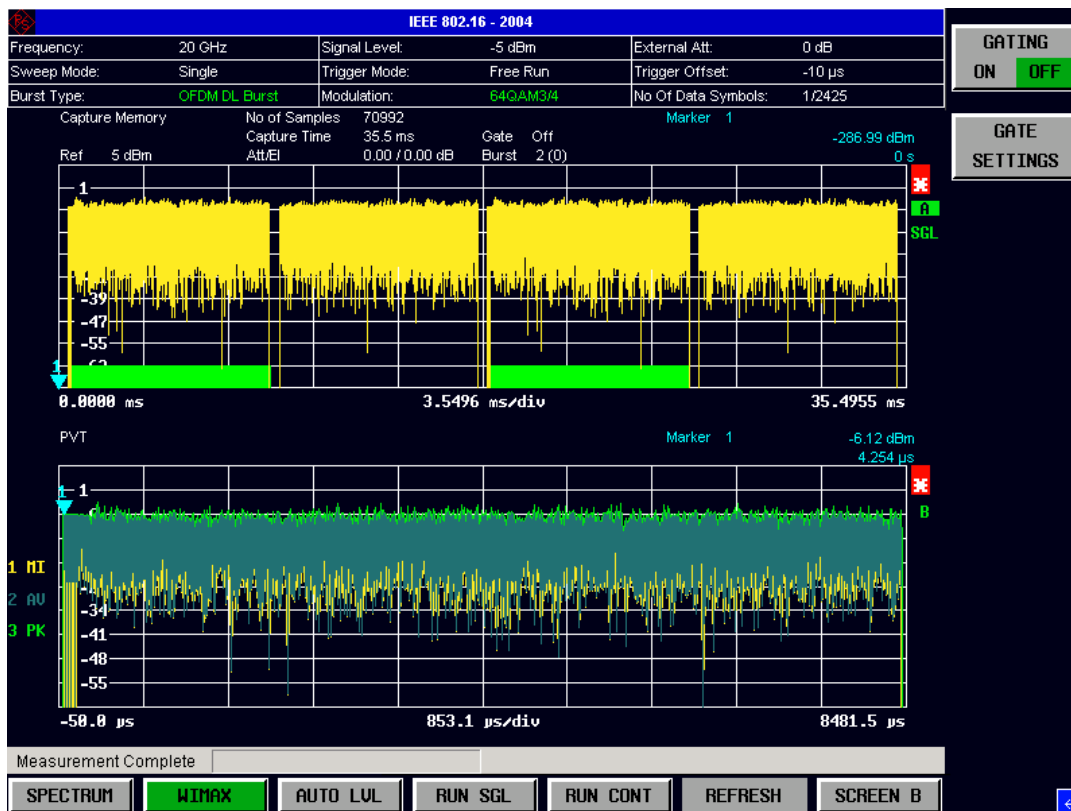 IEEE 802.16 - 2004
Frequency: 20 GHz Signal Level: -5 dBm External Att: 0 dB
Sweep Mode: Single Trigger Mode: Free Run Trigger Offset: -10 µs
Burst Type: OFDM DL Burst Modulation: 64QAM3/4 No Of Data Symbols: 1/2425
GATING
ON OFF
GATE
SETTINGS
Capture Memory No of Samples 70992 Marker 1
Capture Time 35.5 ms Gate Off -286.99 dBm
Ref 5 dBm Att/El 0.00 / 0.00 dB Burst 2 (0) 0 s
1
A
SGL
-39
-47
-55
1
0.0000 ms 3.5496 ms/div 35.4955 ms
PVT Marker 1 -6.12 dBm
4.254 µs
1
1
B
1 MI
2 AV
3 PK
-34
-41
-48
-55
-50.0 µs 853.1 µs/div 8481.5 µs
Measurement Complete
SPECTRUM WIMAX AUTO LVL RUN SGL RUN CONT REFRESH SCREEN B